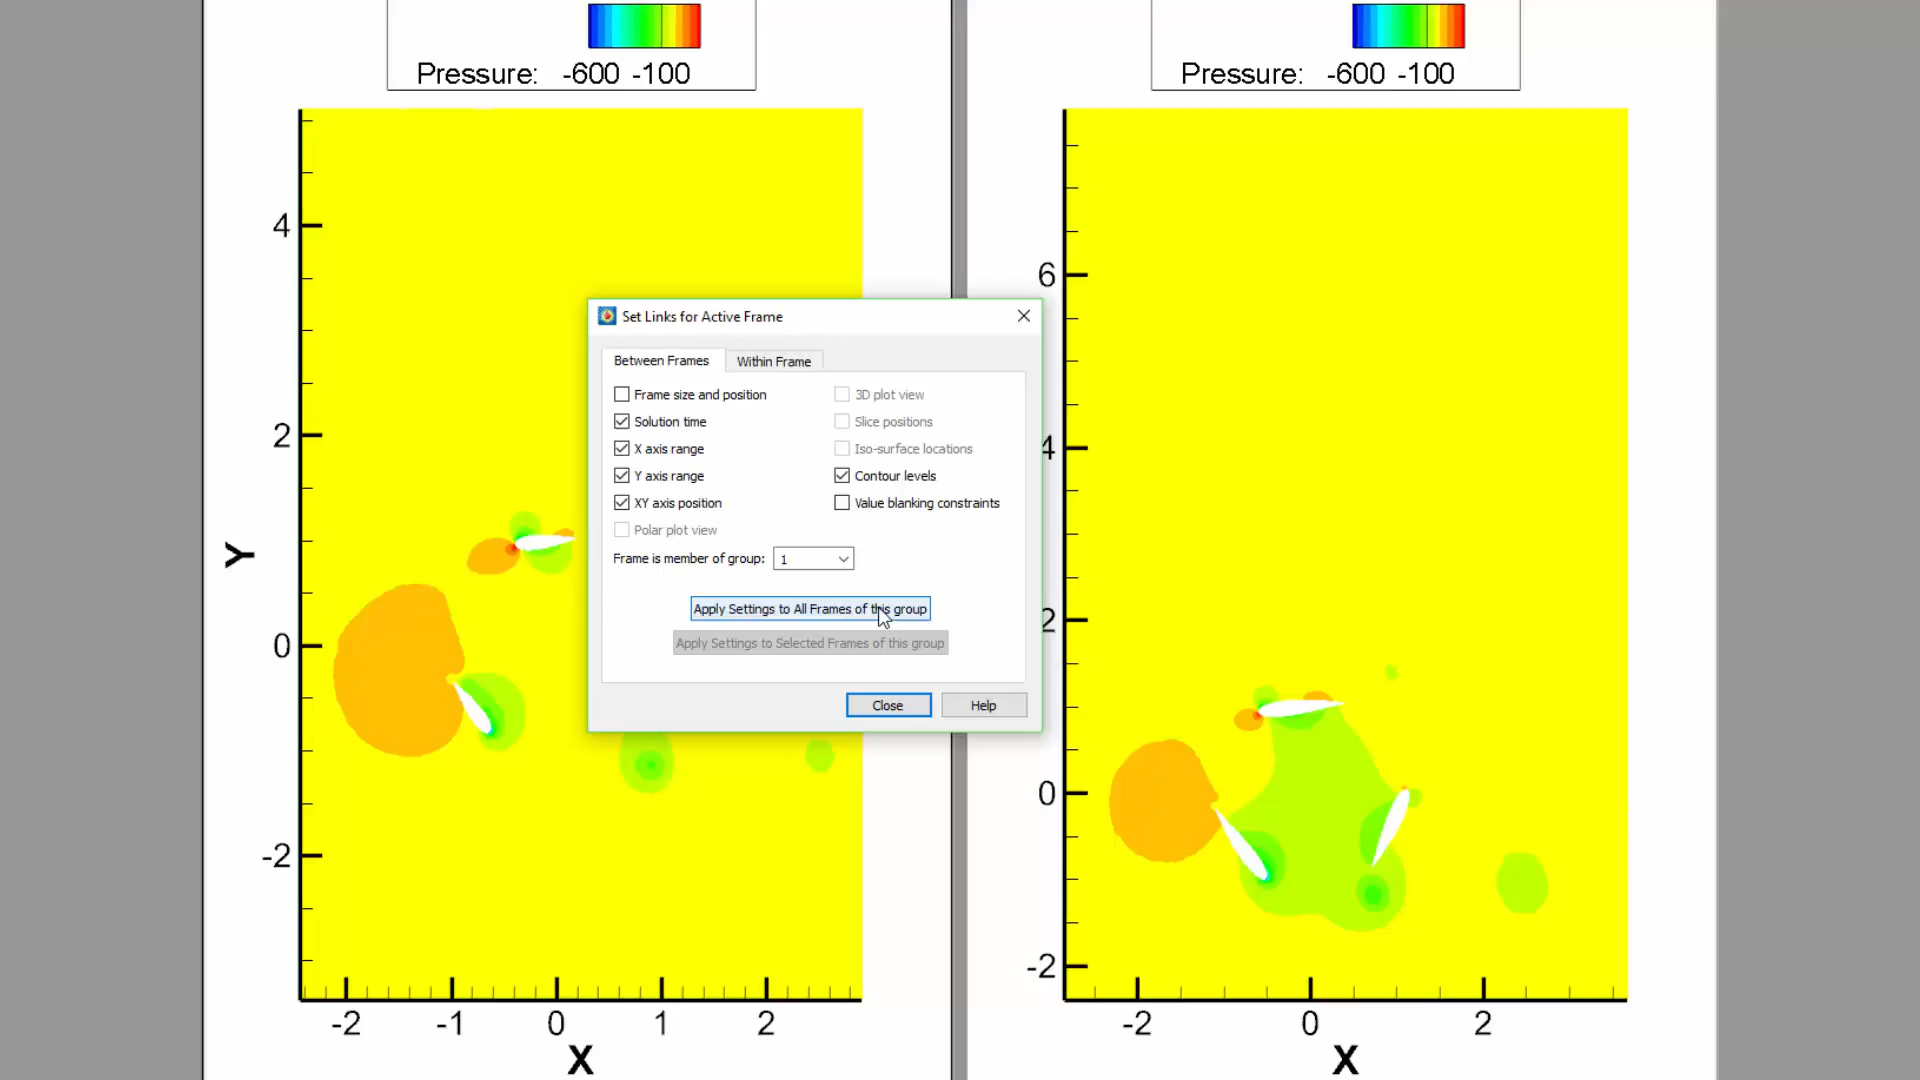 Pressure: -600 -100
Pressure: -600 -100
4
2
0
-2
Y
-2 -1 0 1 2
X
Set Links for Active Frame
Between Frames
Within Frame
Frame size and position
Solution time
X axis range
Y axis range
XY axis position
Polar plot view
3D plot view
Slice positions
Iso-surface locations
Contour levels
Value blanking constraints
Frame is member of group: 1
Apply Settings to All Frames of this group
Apply Settings to Selected Frames of this group
Close
Help
6
4
2
0
-2
-2 0 2
X